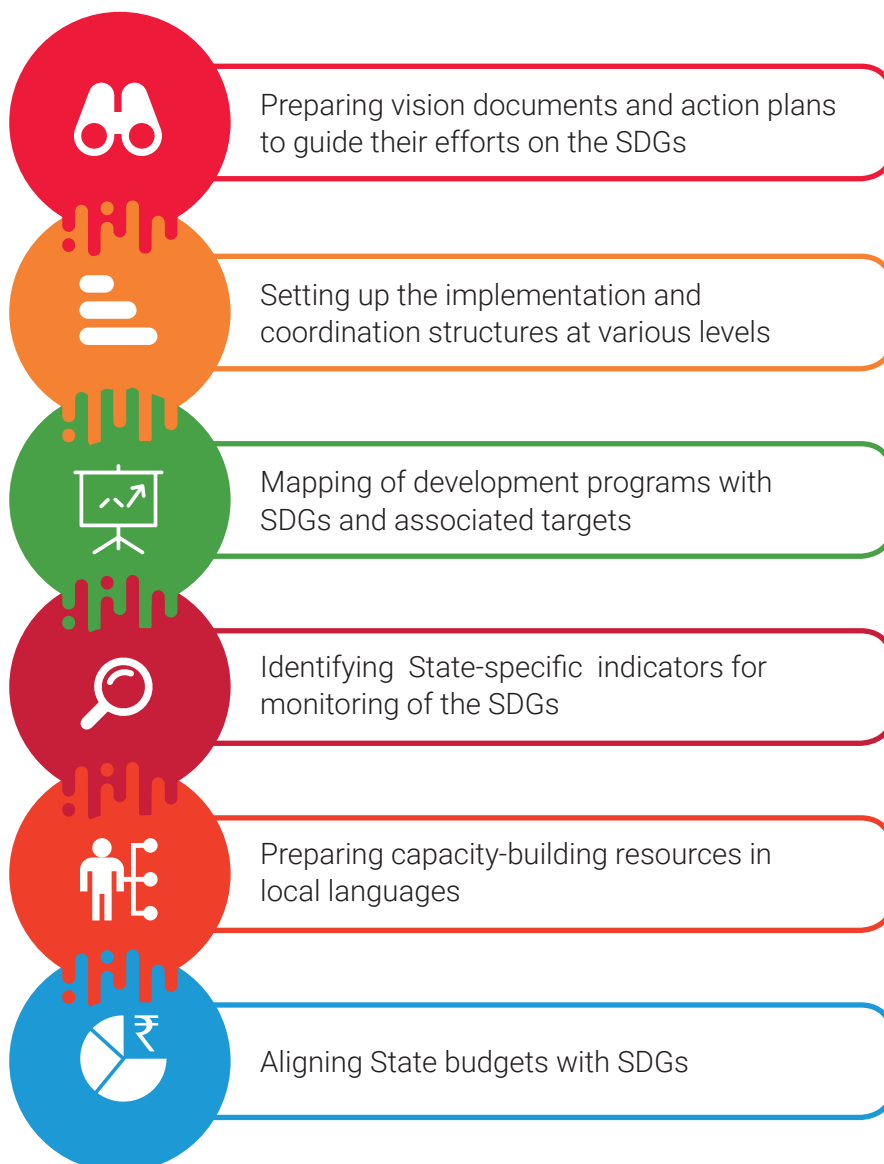 Preparing vision documents and action plans
to guide their efforts on the SDGs
Setting up the implementation and
coordination structures at various levels
Mapping of development programs with
SDGs and associated targets
Identifying State-specific indicators for
monitoring of the SDGs
Preparing capacity-building resources in
local languages
₹
Aligning State budgets with SDGs